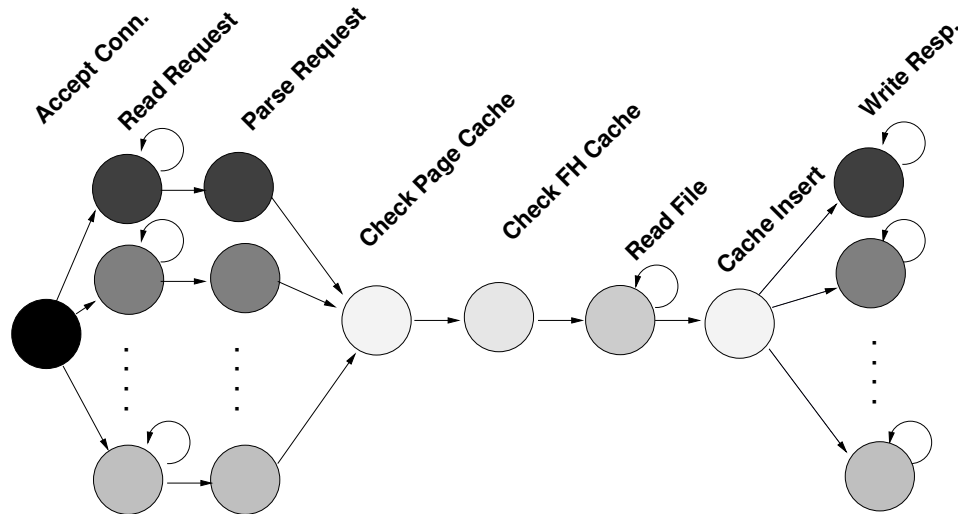 Accept Conn.
Read Request
Parse Request
Check Page Cache
Check FH Cache
Read File
Cache Insert
Write Resp.